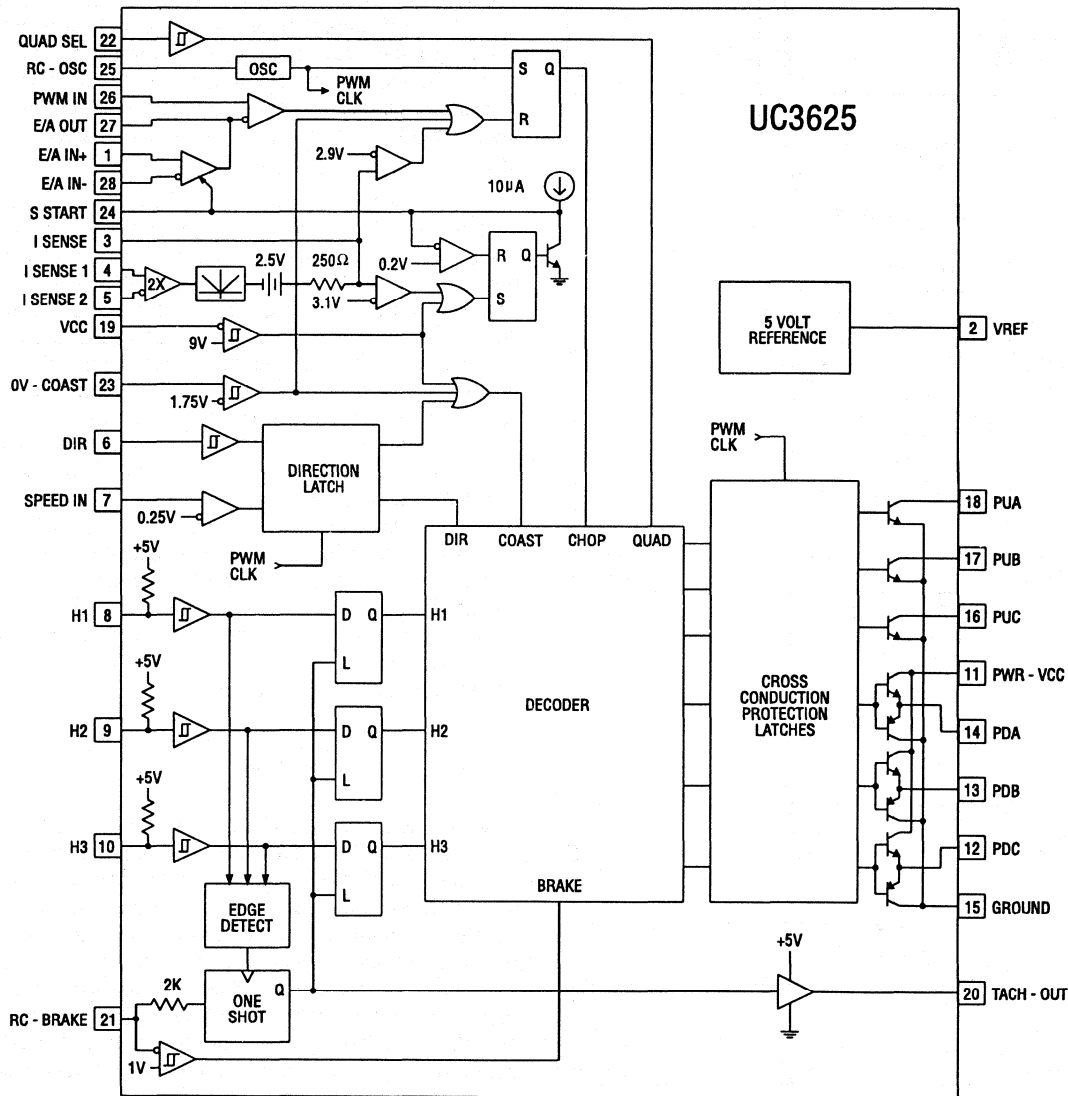 UC3625
QUAD SEL 22
RC - OSC 25
OSC
PWM CLK
S Q
R
PWM IN 26
E/A OUT 27
E/A IN+ 1
E/A IN- 28
2.9V
10µA
S START 24
I SENSE 3
I SENSE 1 4
I SENSE 2 5
2X
2.5V
250Ω
0.2V
3.1V
R Q
S
VCC 19
9V
5 VOLT
REFERENCE
2 VREF
0V - COAST 23
1.75V
DIR 6
DIRECTION
LATCH
SPEED IN 7
0.25V
PWM
CLK
PWM
CLK
DIR COAST CHOP QUAD
+5V
H1 8
D Q
L
H1
+5V
H2 9
D Q
L
H2
+5V
H3 10
D Q
L
H3
DECODER
BRAKE
CROSS
CONDUCTION
PROTECTION
LATCHES
18 PUA
17 PUB
16 PUC
11 PWR - VCC
14 PDA
13 PDB
12 PDC
15 GROUND
EDGE
DETECT
2K
ONE
SHOT
Q
RC - BRAKE 21
1V
+5V
20 TACH - OUT